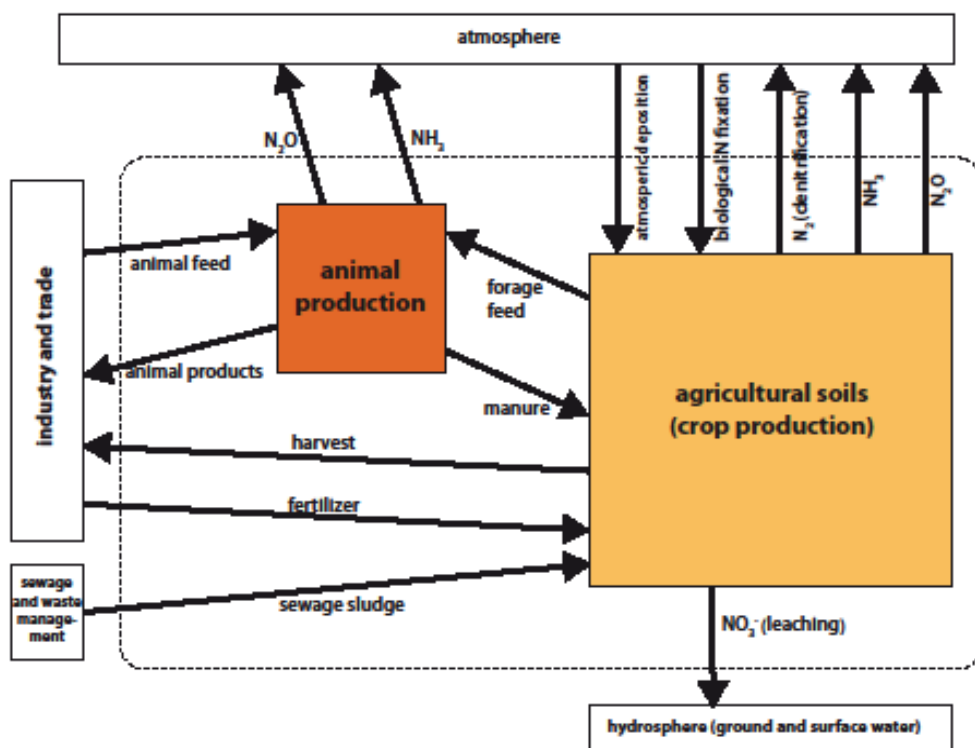 atmosphere
N₂O
NH₃
atmosperic deposition
biological N fixation
N₂ (denitrification)
NH₃
N₂O
industry and trade
animal feed
animal
production
forage
feed
animal products
manure
agricultural soils
(crop production)
harvest
fertilizer
sewage
and waste
manage-
ment
sewage sludge
NO₃⁻ (leaching)
hydrosphere (ground and surface water)